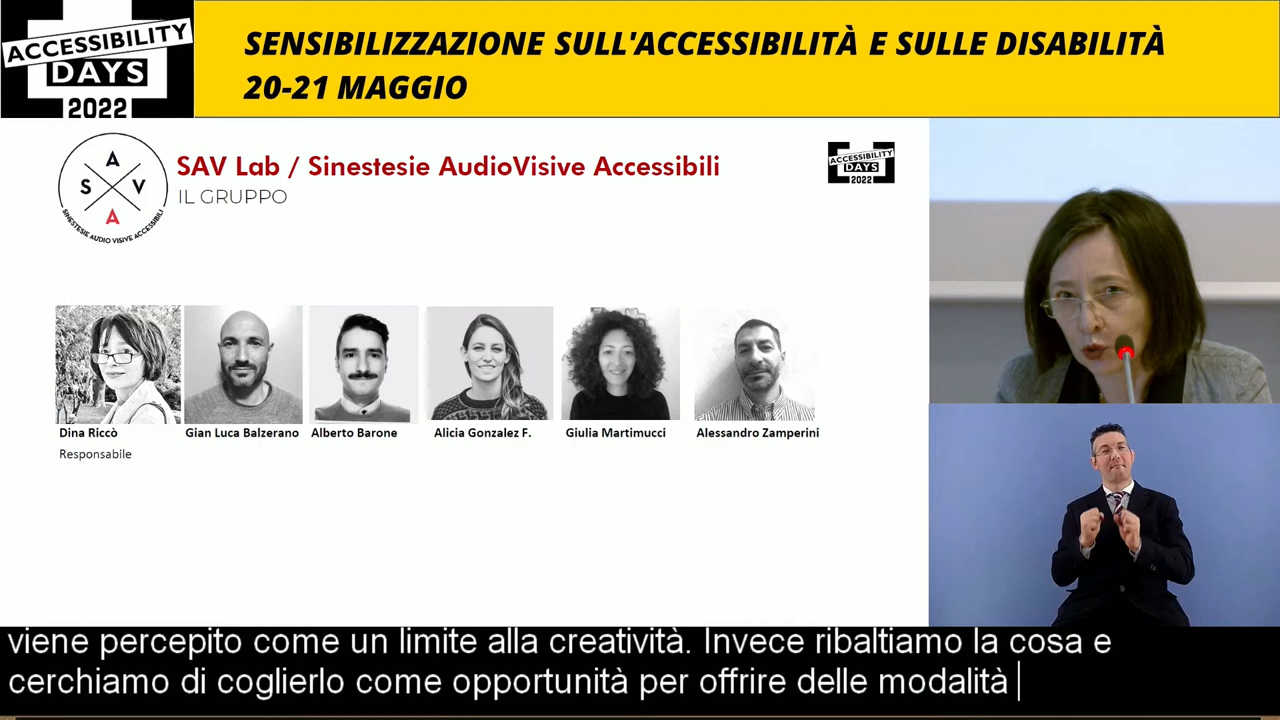 ACCESSIBILITY
DAYS
2022
SENSIBILIZZAZIONE SULL'ACCESSIBILITÀ E SULLE DISABILITÀ
20-21 MAGGIO
A
S V
A
SINESTESIE AUDIO VISIVE ACCESSIBILI
SAV Lab / Sinestesie AudioVisive Accessibili
IL GRUPPO
ACCESSIBILITY
DAYS
2022
Dina Riccò
Responsabile
Gian Luca Balzerano
Alberto Barone
Alicia Gonzalez F.
Giulia Martimucci
Alessandro Zamperini
viene percepito come un limite alla creatività. Invece ribaltiamo la cosa e
cerchiamo di coglierlo come opportunità per offrire delle modalità